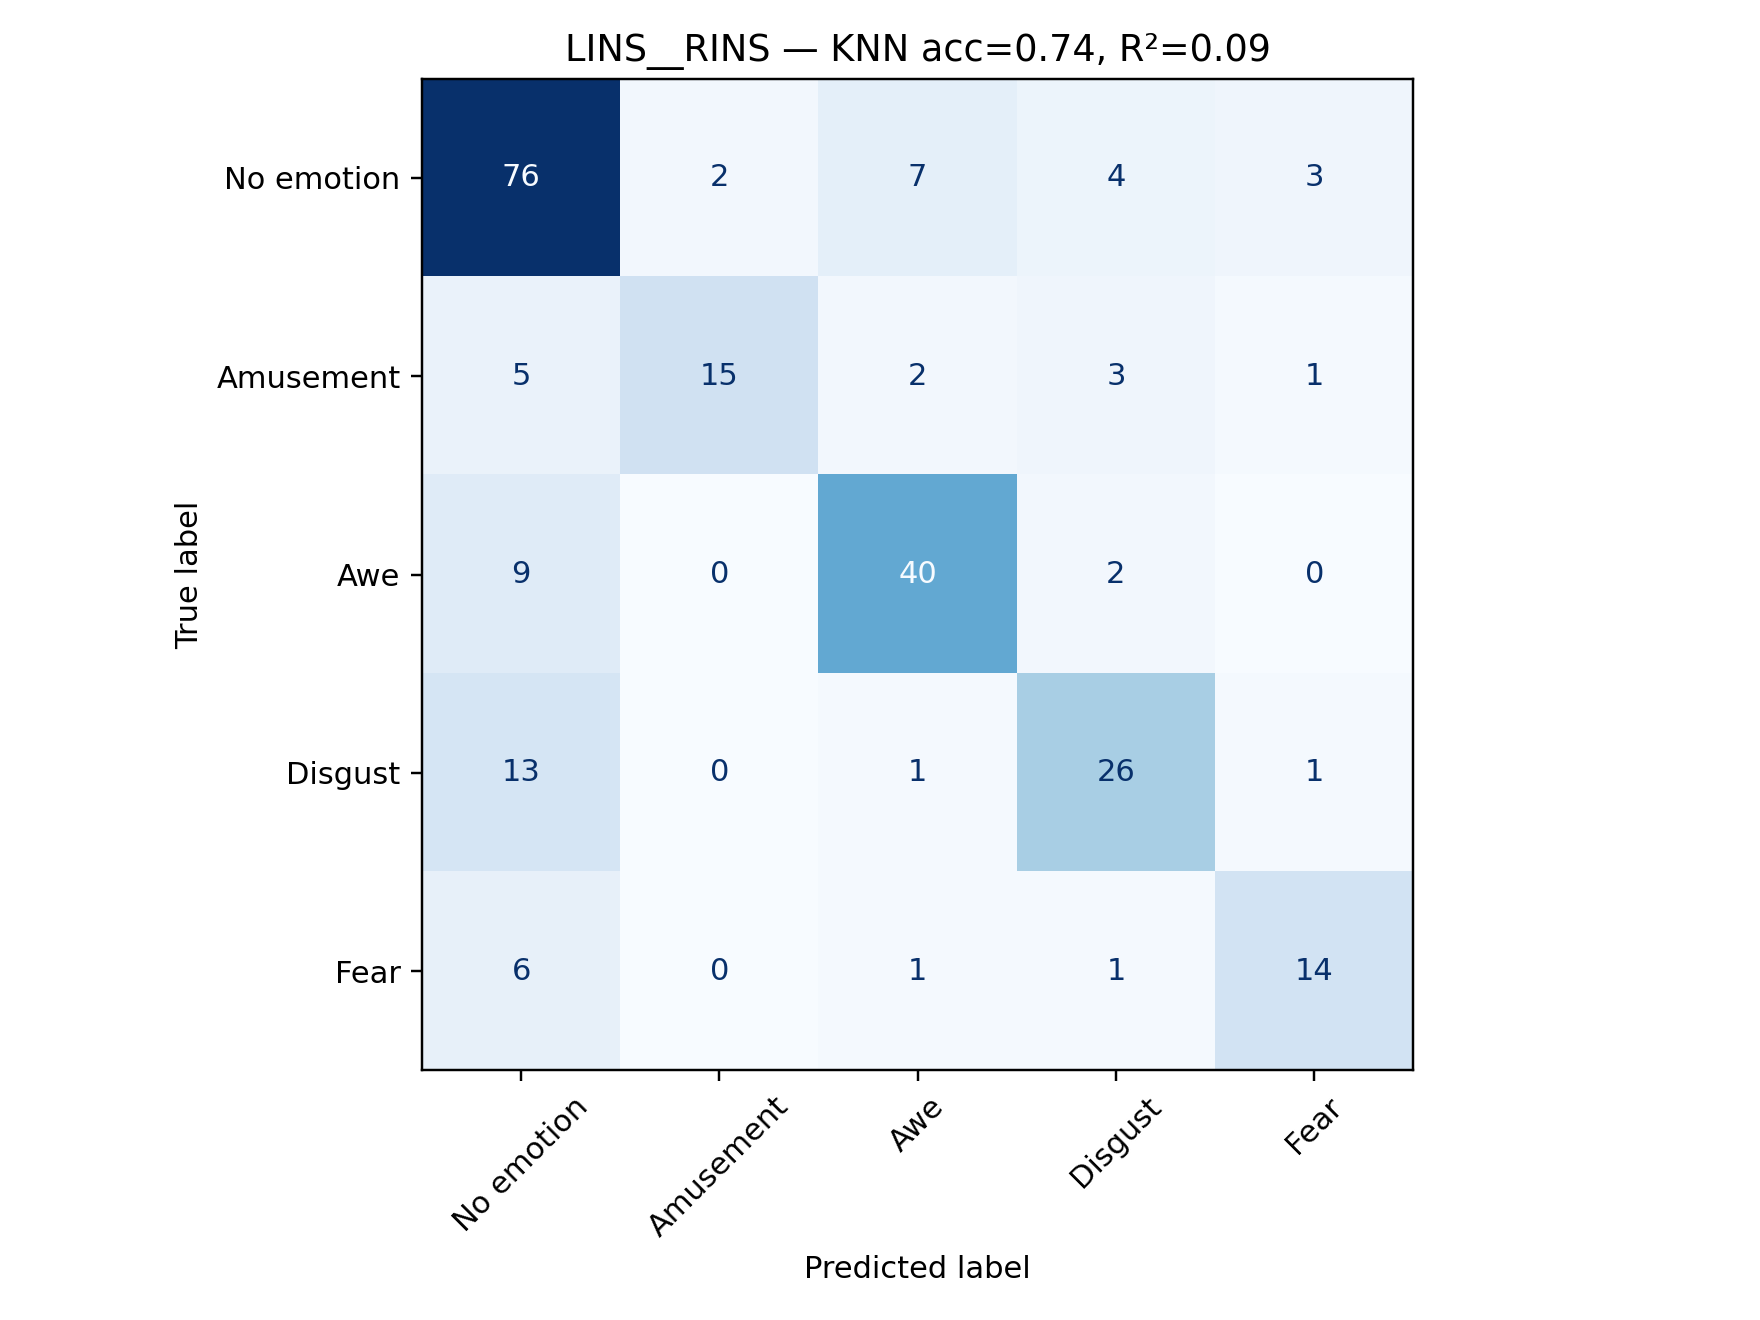 LINS__RINS — KNN acc=0.74, R²=0.09
No emotion 76 2 7 4 3
Amusement 5 15 2 3 1
Awe 9 0 40 2 0
Disgust 13 0 1 26 1
Fear 6 0 1 1 14
True label
No emotion Amusement Awe Disgust Fear
Predicted label